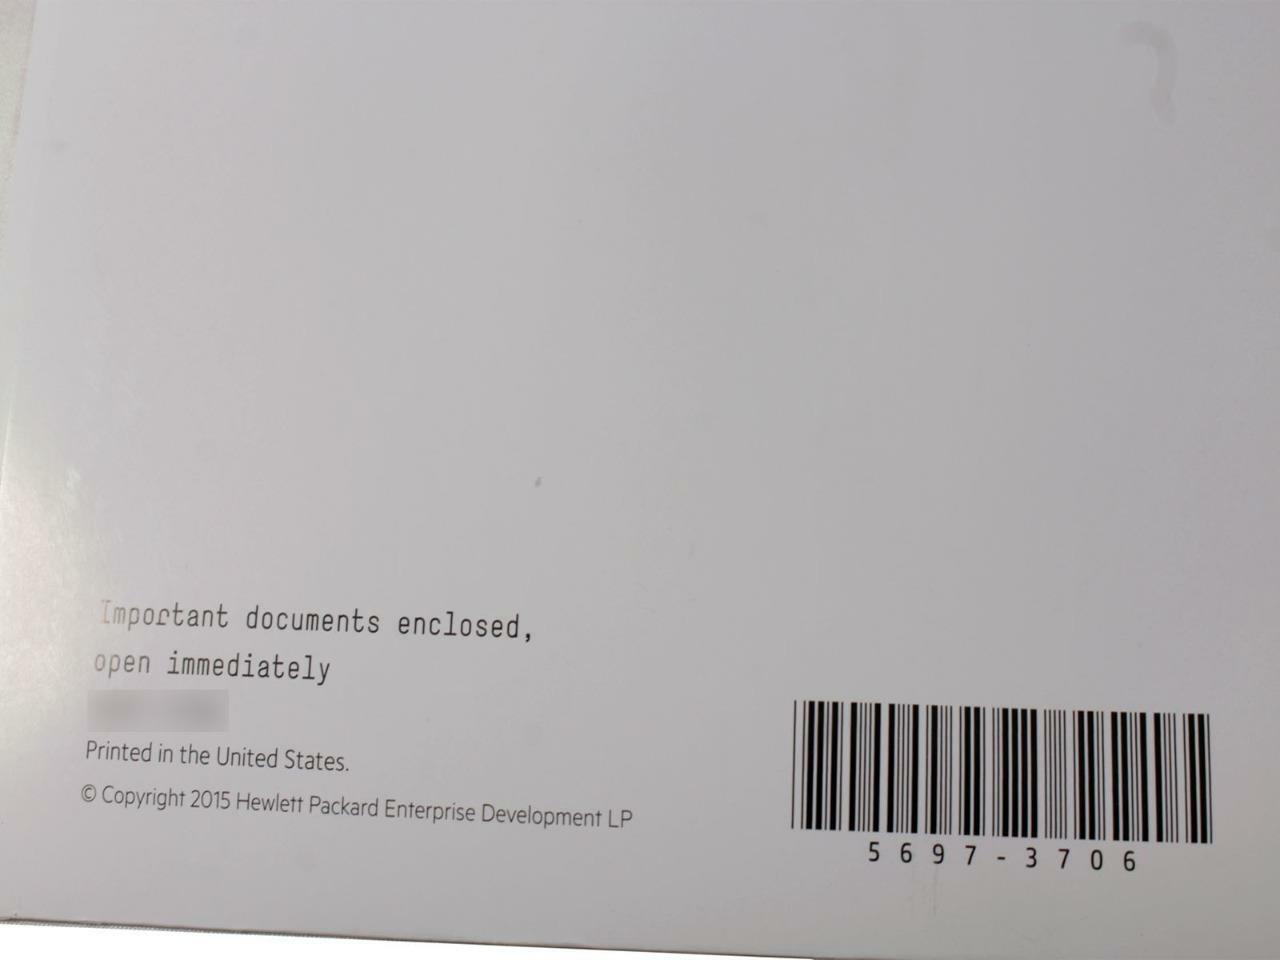 Important documents enclosed,
open immediately
Printed in the United States.
© Copyright 2015 Hewlett Packard Enterprise Development LP
5697-3706